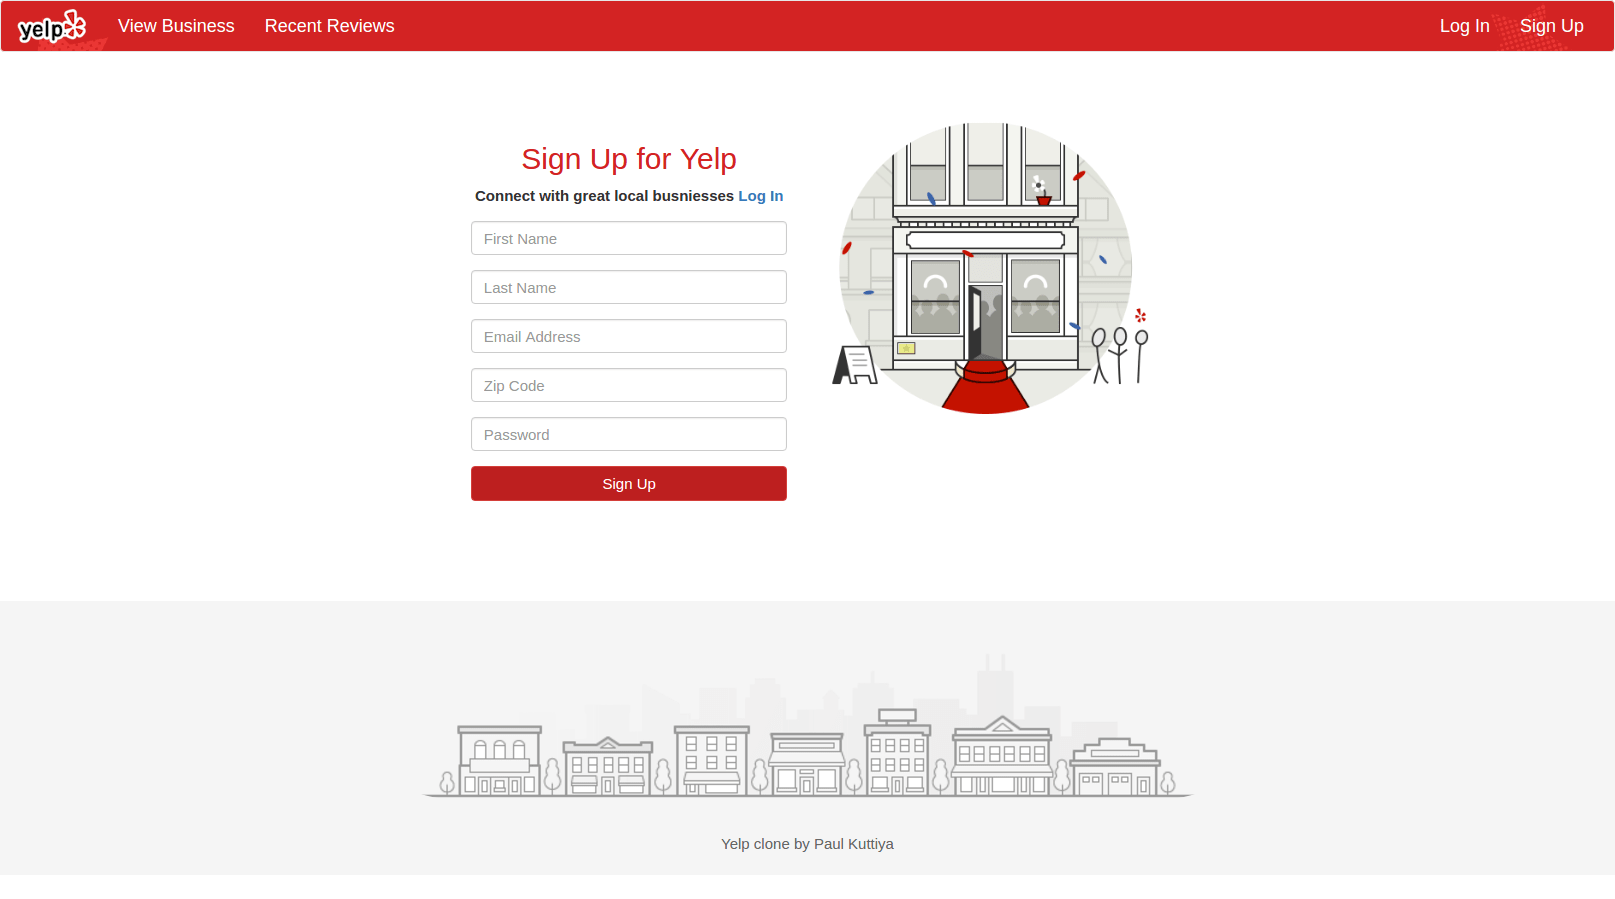 yelp View Business Recent Reviews Log In Sign Up
Sign Up for Yelp
Connect with great local busniesses Log In
First Name
Last Name
Email Address
Zip Code
Password
Sign Up
Yelp clone by Paul Kuttiya